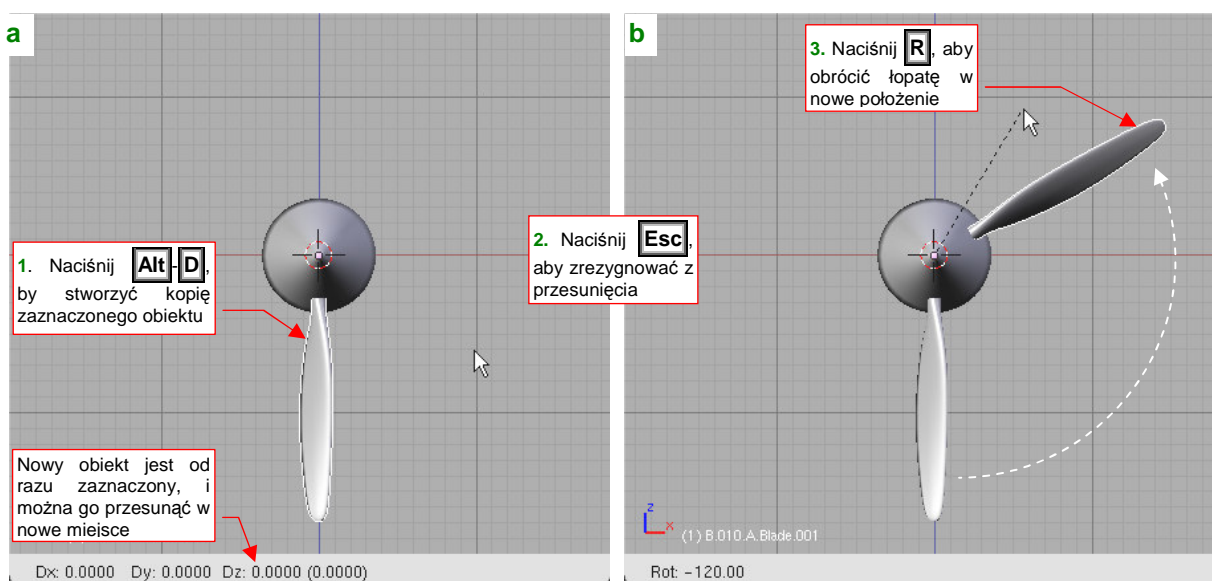 a
1. Naciśnij Alt-D,
by stworzyć kopię
zaznaczonego obiektu
Nowy obiekt jest od
razu zaznaczony, i
można go przesunąć w
nowe miejsce
Dx: 0.0000 Dy: 0.0000 Dz: 0.0000 (0.0000)
b
2. Naciśnij Esc,
aby zrezygnować z
przesunięcia
3. Naciśnij R, aby
obrócić łopatę w
nowe położenie
z
x
(1) B.010.A.Blade.001
Rot: -120.00